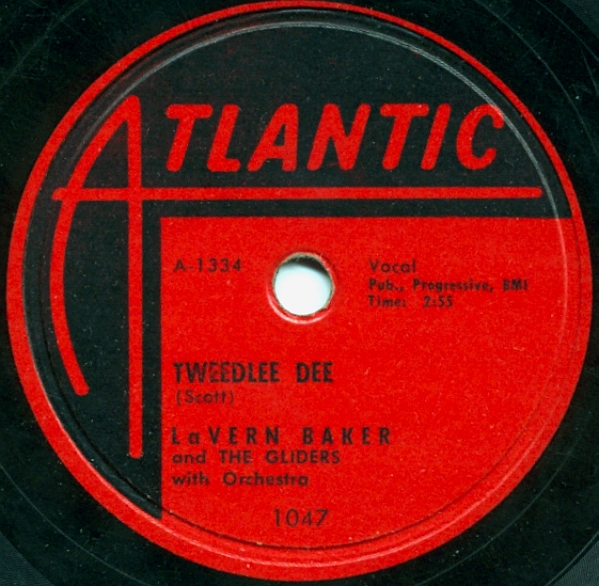 ATLANTIC
A-1334
Vocal
Pub., Progressive, BMI
Time: 2:55
TWEEDLEE DEE
(Scott)
LaVERN BAKER
and THE GLIDERS
with Orchestra
1047